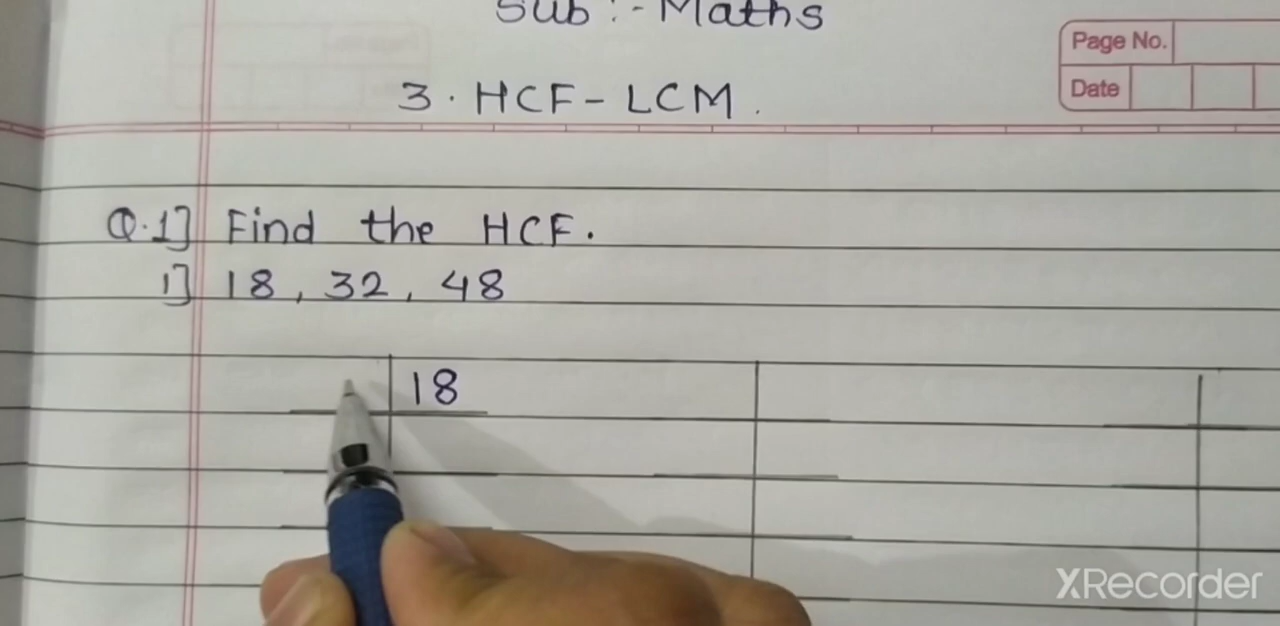 Sub :- Maths
Page No.
Date
3. HCF - LCM.
Q.1] Find the HCF.
1] 18, 32, 48
18
XRecorder